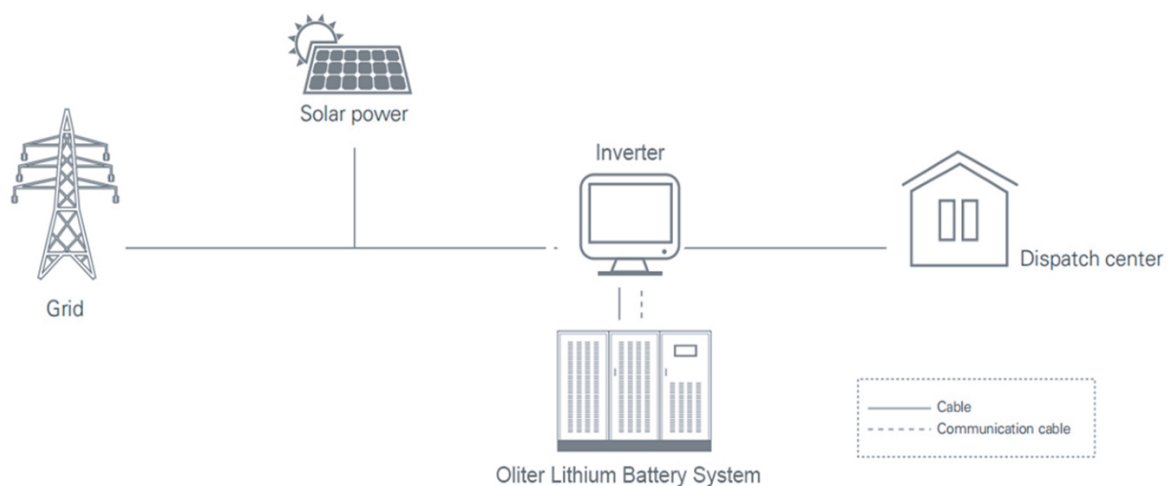 Solar power
Inverter
Grid
Dispatch center
Cable
Communication cable
Oliter Lithium Battery System